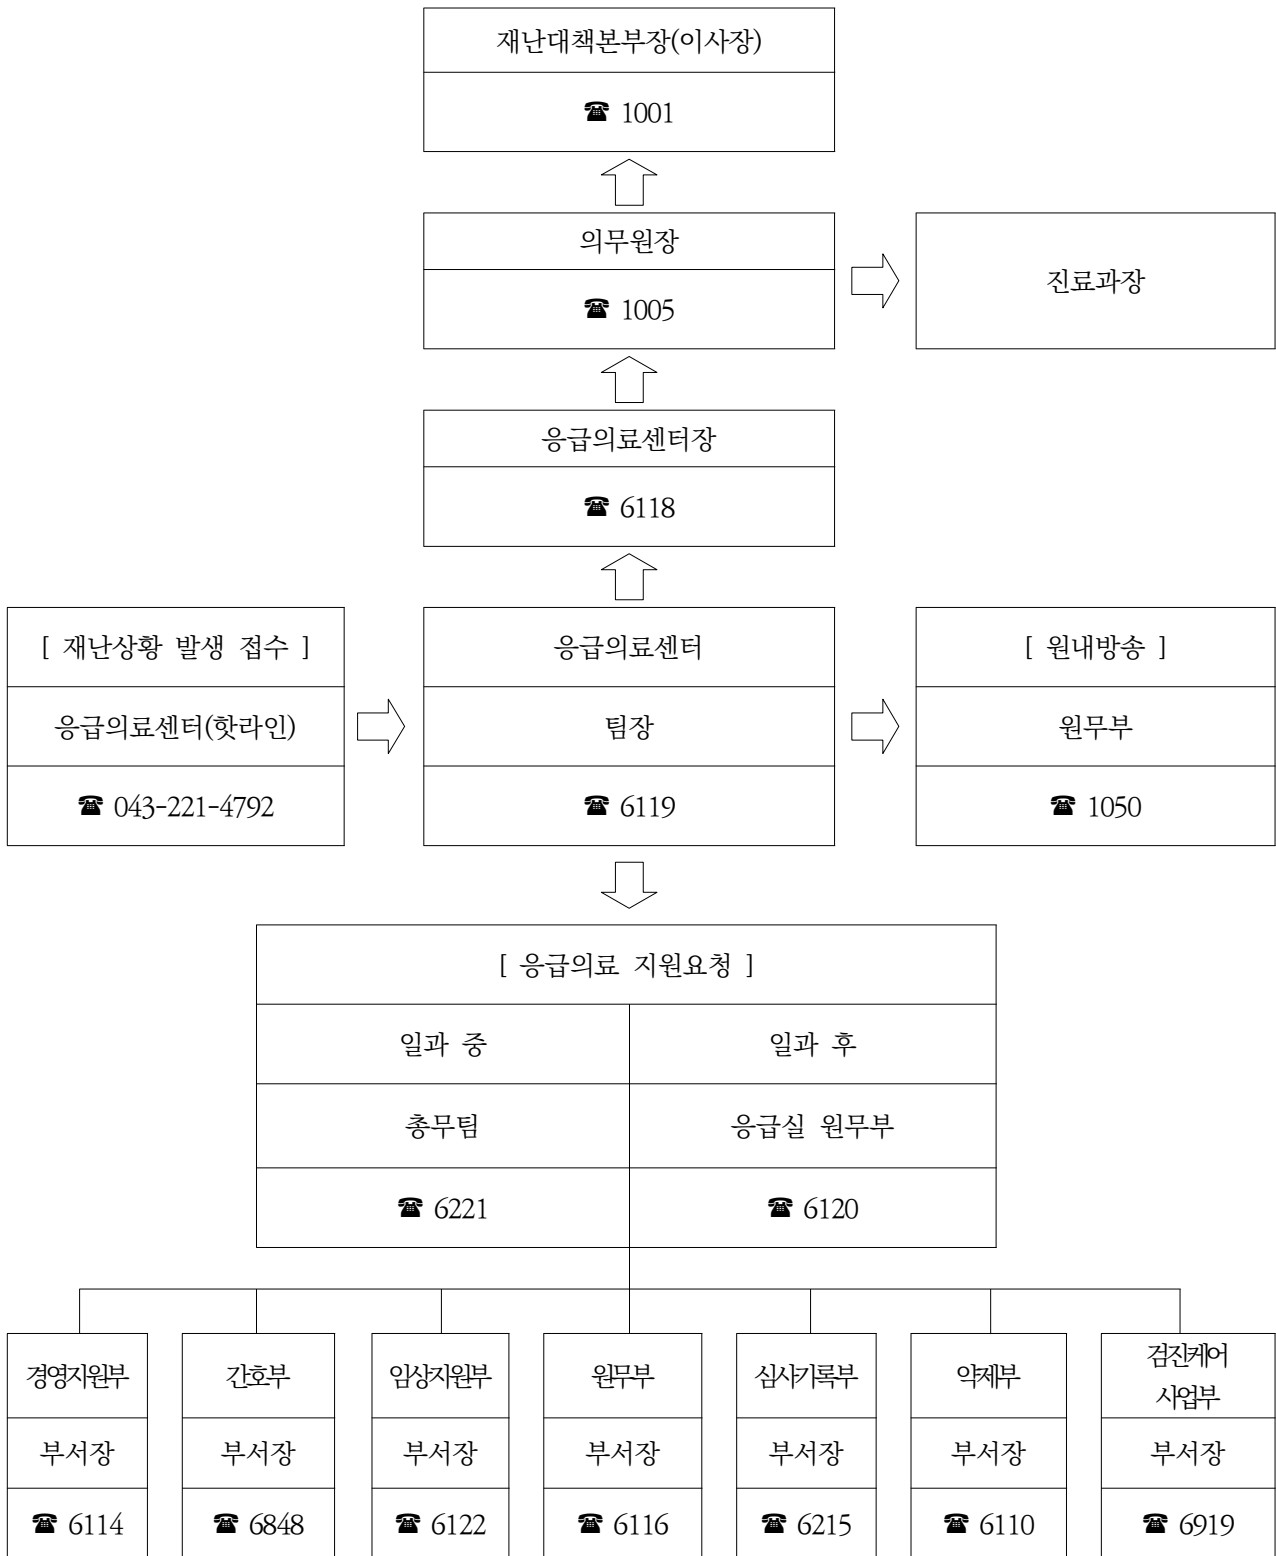 재난대책본부장(이사장)
☎ 1001
의무원장
☎ 1005
진료과장
응급의료센터장
☎ 6118
[ 재난상황 발생 접수 ]
응급의료센터(핫라인)
☎ 043-221-4792
응급의료센터
팀장
☎ 6119
[ 원내방송 ]
원무부
☎ 1050
[ 응급의료 지원요청 ]
일과 중
일과 후
총무팀
응급실 원무부
☎ 6221
☎ 6120
경영지원부
부서장
☎ 6114
간호부
부서장
☎ 6848
임상지원부
부서장
☎ 6122
원무부
부서장
☎ 6116
심사기록부
부서장
☎ 6215
약제부
부서장
☎ 6110
검진케어
사업부
부서장
☎ 6919